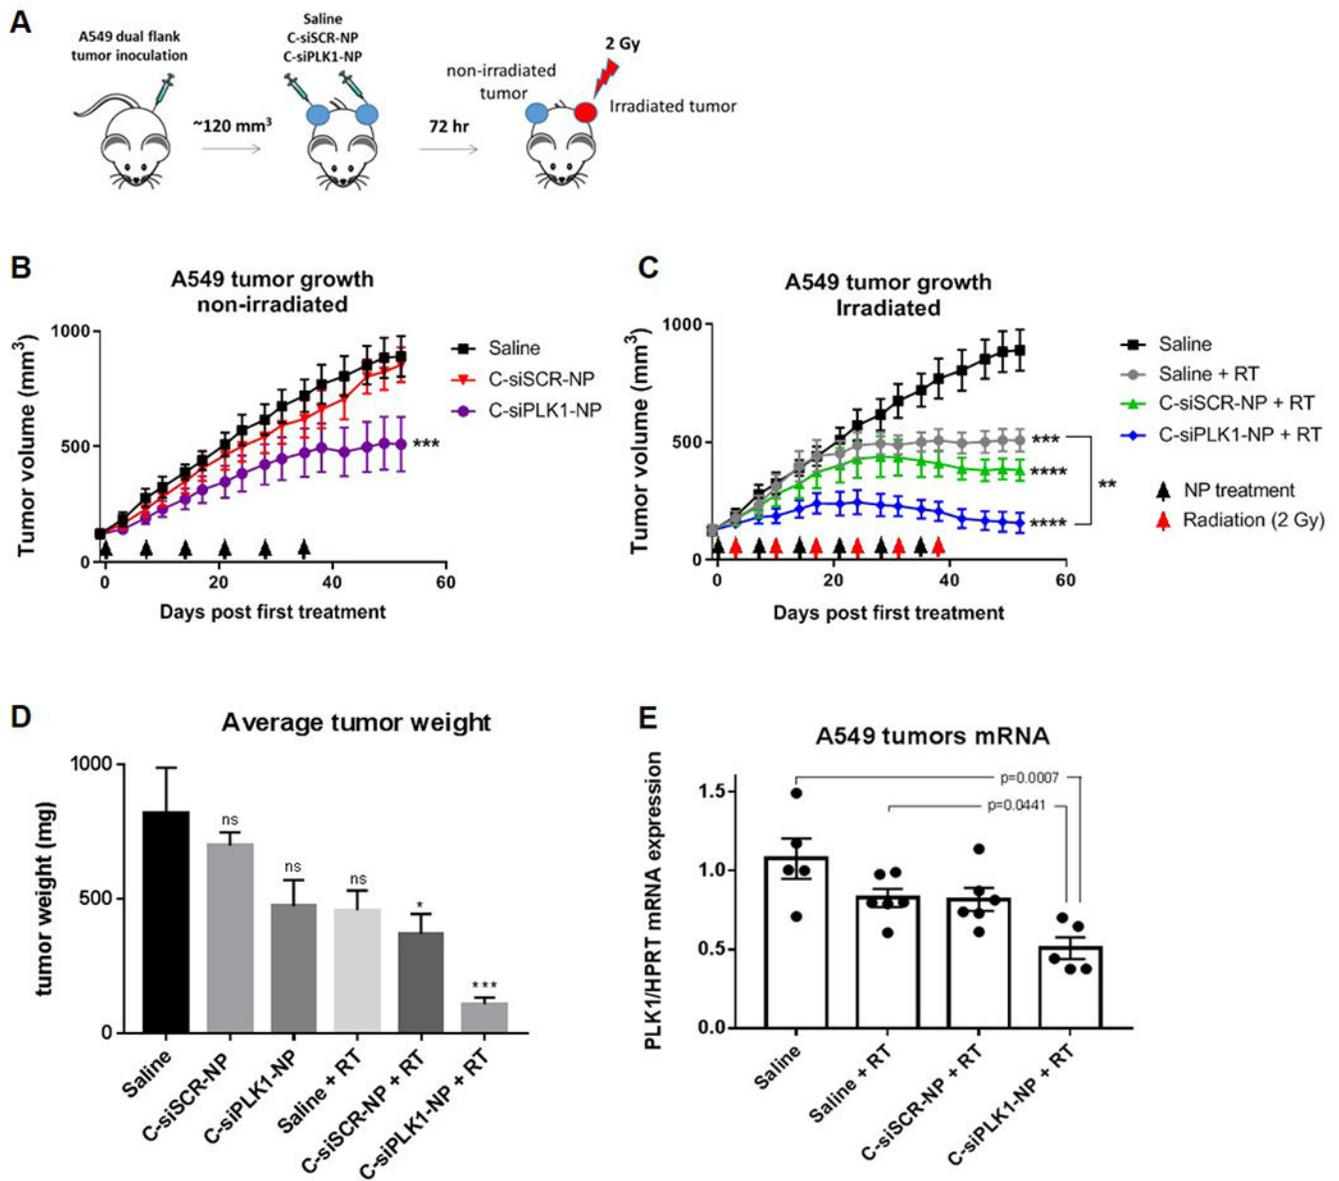 A
A549 dual flank
tumor inoculation
~120 mm³
Saline
C-siSCR-NP
C-siPLK1-NP
72 hr
2 Gy
non-irradiated
tumor
Irradiated tumor
B
A549 tumor growth
non-irradiated
Tumor volume (mm³)
1000
500
0
0 20 40 60
Days post first treatment
Saline
C-siSCR-NP
C-siPLK1-NP
***
C
A549 tumor growth
Irradiated
Tumor volume (mm³)
1000
500
0
0 20 40 60
Days post first treatment
***
****
****
**
Saline
Saline + RT
C-siSCR-NP + RT
C-siPLK1-NP + RT
NP treatment
Radiation (2 Gy)
D
Average tumor weight
tumor weight (mg)
1000
500
0
ns
ns
ns
*
***
Saline
C-siSCR-NP
C-siPLK1-NP
Saline + RT
C-siSCR-NP + RT
C-siPLK1-NP + RT
E
A549 tumors mRNA
PLK1/HPRT mRNA expression
1.5
1.0
0.5
0.0
p=0.0007
p=0.0441
Saline
Saline + RT
C-siSCR-NP + RT
C-siPLK1-NP + RT